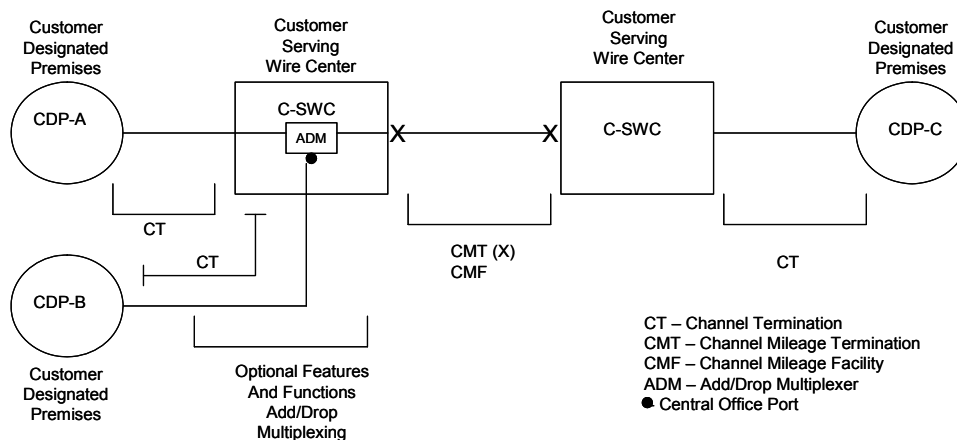 Customer
Designated
Premises
Customer
Serving
Wire Center
Customer
Serving
Wire Center
Customer
Designated
Premises
CDP-A
C-SWC
ADM
X
X
C-SWC
CDP-C
CT
CT
CMT (X)
CMF
CT
CDP-B
Customer
Designated
Premises
Optional Features
And Functions
Add/Drop
Multiplexing
CT – Channel Termination
CMT – Channel Mileage Termination
CMF – Channel Mileage Facility
ADM – Add/Drop Multiplexer
● Central Office Port